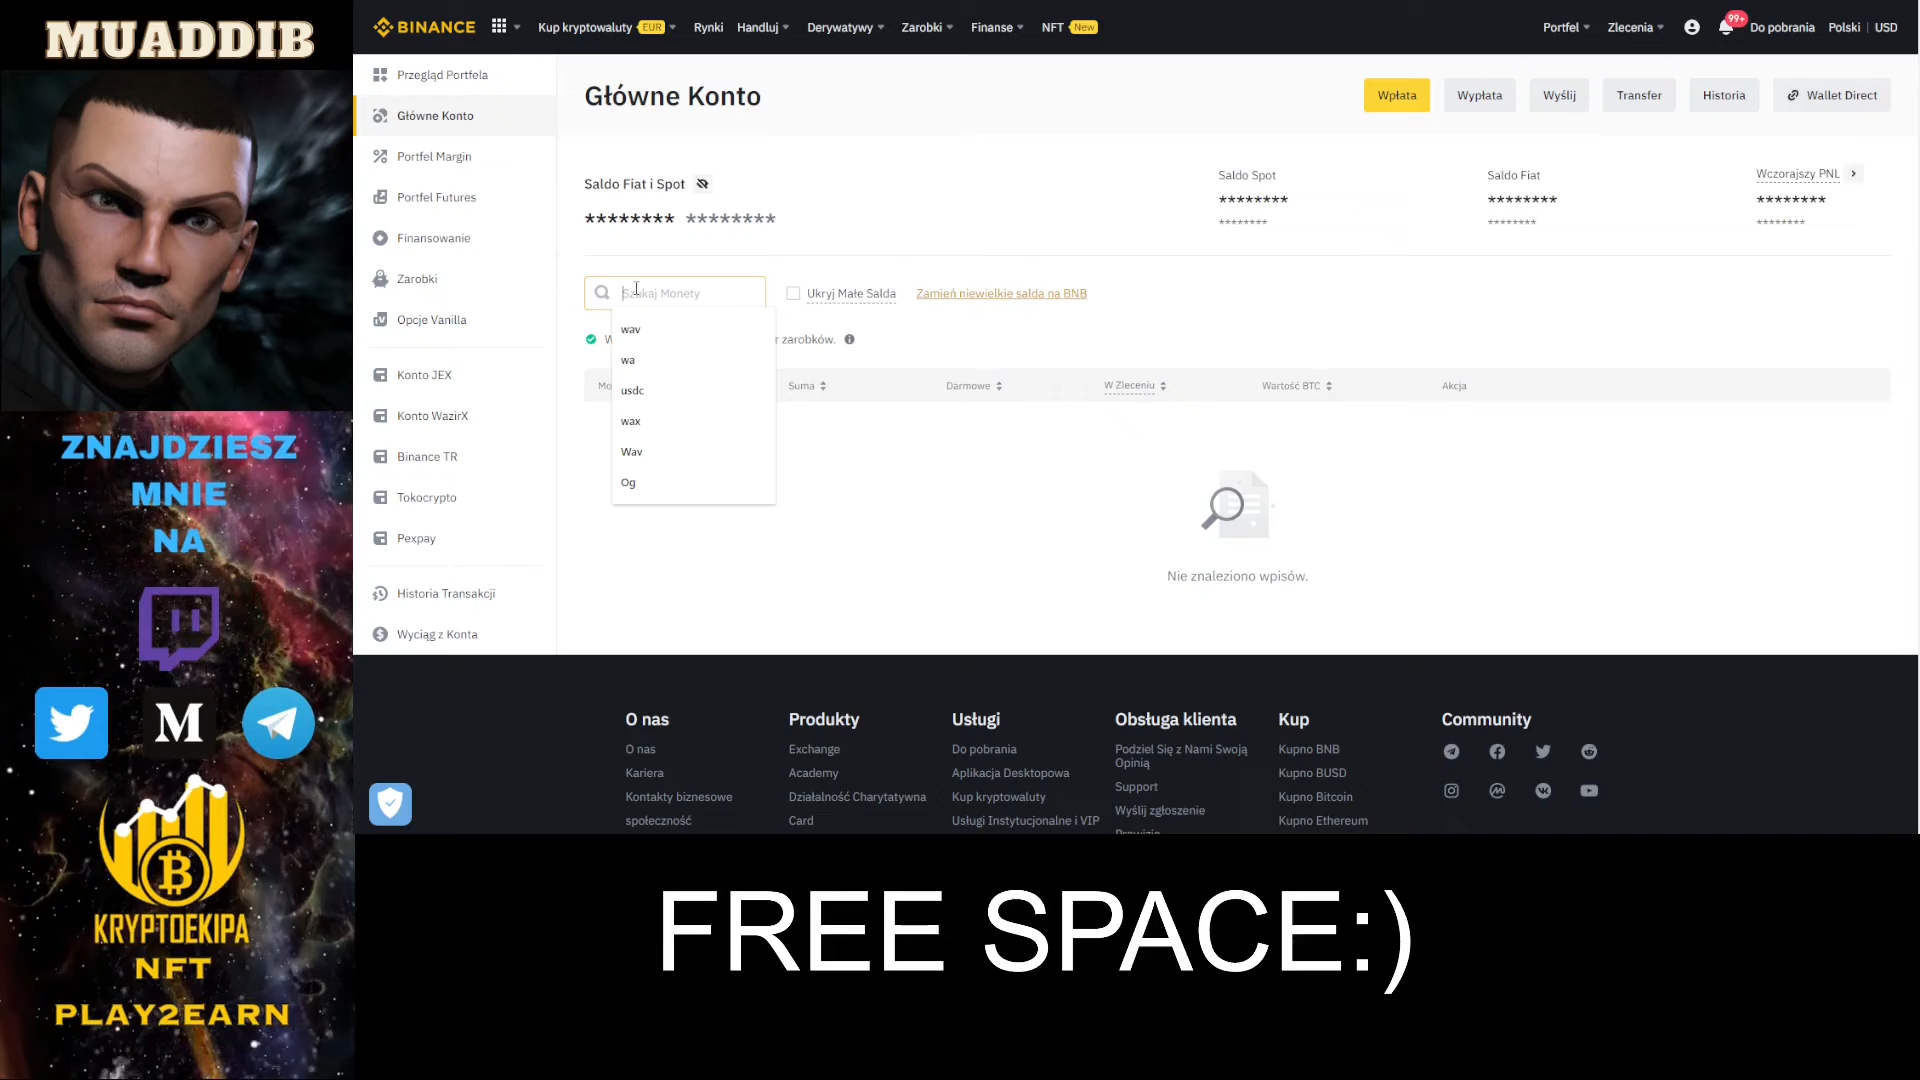 MUADDIB
ZNAJDZIESZ
MNIE
NA
KRYPTOEKIPA
NFT
PLAY2EARN
BINANCE
Kup kryptowaluty EUR
Rynki
Handluj
Derywatywy
Zarobki
Finanse
NFT New
Portfel
Zlecenia
99+
Do pobrania
Polski | USD
Przegląd Portfela
Główne Konto
Portfel Margin
Portfel Futures
Finansowanie
Zarobki
Opcje Vanilla
Konto JEX
Konto WazirX
Binance TR
Tokocrypto
Pexpay
Historia Transakcji
Wyciąg z Konta
Główne Konto
Wpłata
Wypłata
Wyślij
Transfer
Historia
Wallet Direct
Saldo Fiat i Spot
******** ********
Saldo Spot
********
********
Saldo Fiat
********
********
Wczorajszy PNL
********
********
Szukaj Monety
Ukryj Małe Salda
Zamień niewielkie salda na BNB
zarobków.
wav
wa
usdc
wax
Wav
Og
Suma
Darmowe
W Zleceniu
Wartość BTC
Akcja
Nie znaleziono wpisów.
O nas
O nas
Kariera
Kontakty biznesowe
społeczność
Produkty
Exchange
Academy
Działalność Charytatywna
Card
Usługi
Do pobrania
Aplikacja Desktopowa
Kup kryptowaluty
Usługi Instytucjonalne i VIP
Obsługa klienta
Podziel Się z Nami Swoją
Opinią
Support
Wyślij zgłoszenie
Prowizje
Kup
Kupno BNB
Kupno BUSD
Kupno Bitcoin
Kupno Ethereum
Community
FREE SPACE:)